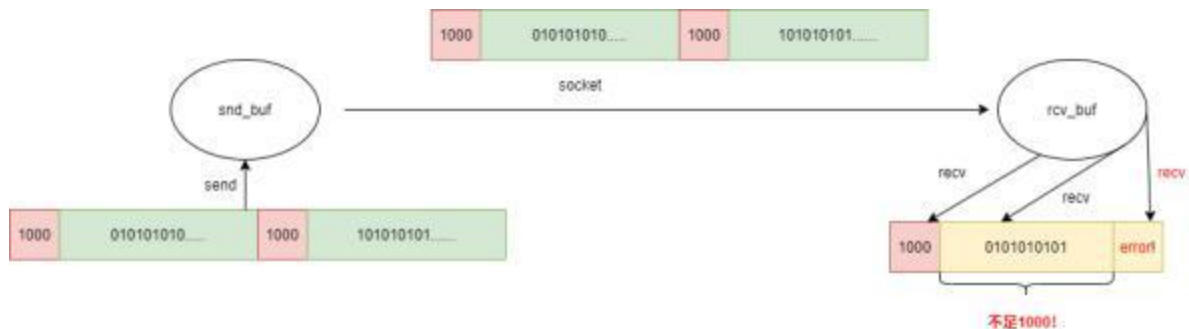 1000 010101010..... 1000 101010101......
socket
snd_buf
rcv_buf
send
recv
recv
recv
1000 010101010..... 1000 101010101......
1000 0101010101 error!
不足1000!